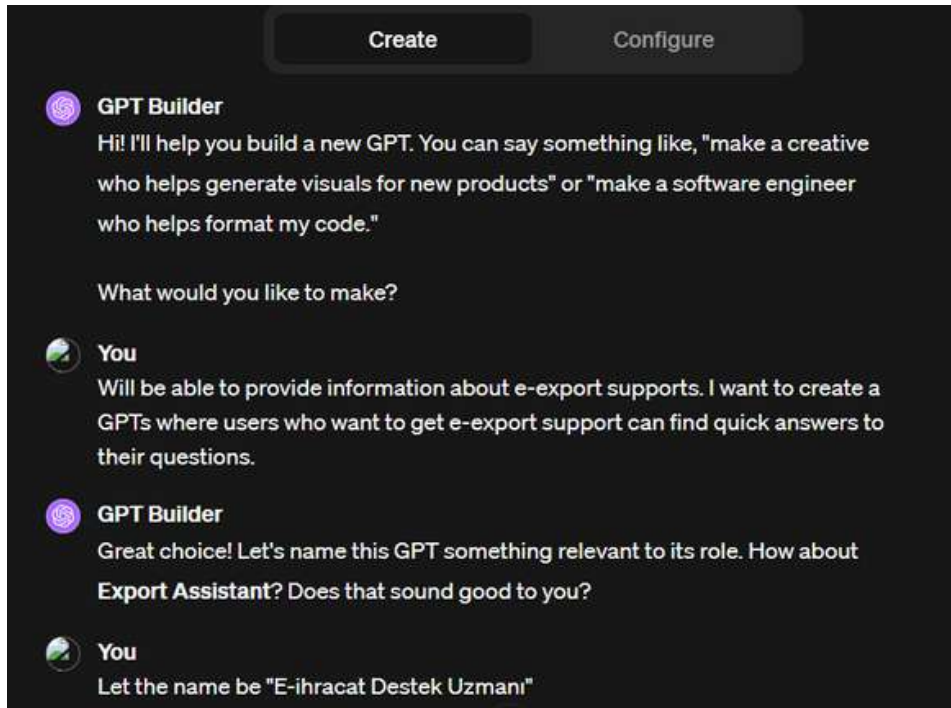 Create Configure
GPT Builder
Hi! I'll help you build a new GPT. You can say something like, "make a creative
who helps generate visuals for new products" or "make a software engineer
who helps format my code."
What would you like to make?
You
Will be able to provide information about e-export supports. I want to create a
GPTs where users who want to get e-export support can find quick answers to
their questions.
GPT Builder
Great choice! Let's name this GPT something relevant to its role. How about
Export Assistant? Does that sound good to you?
You
Let the name be "E-ihracat Destek Uzmanı"